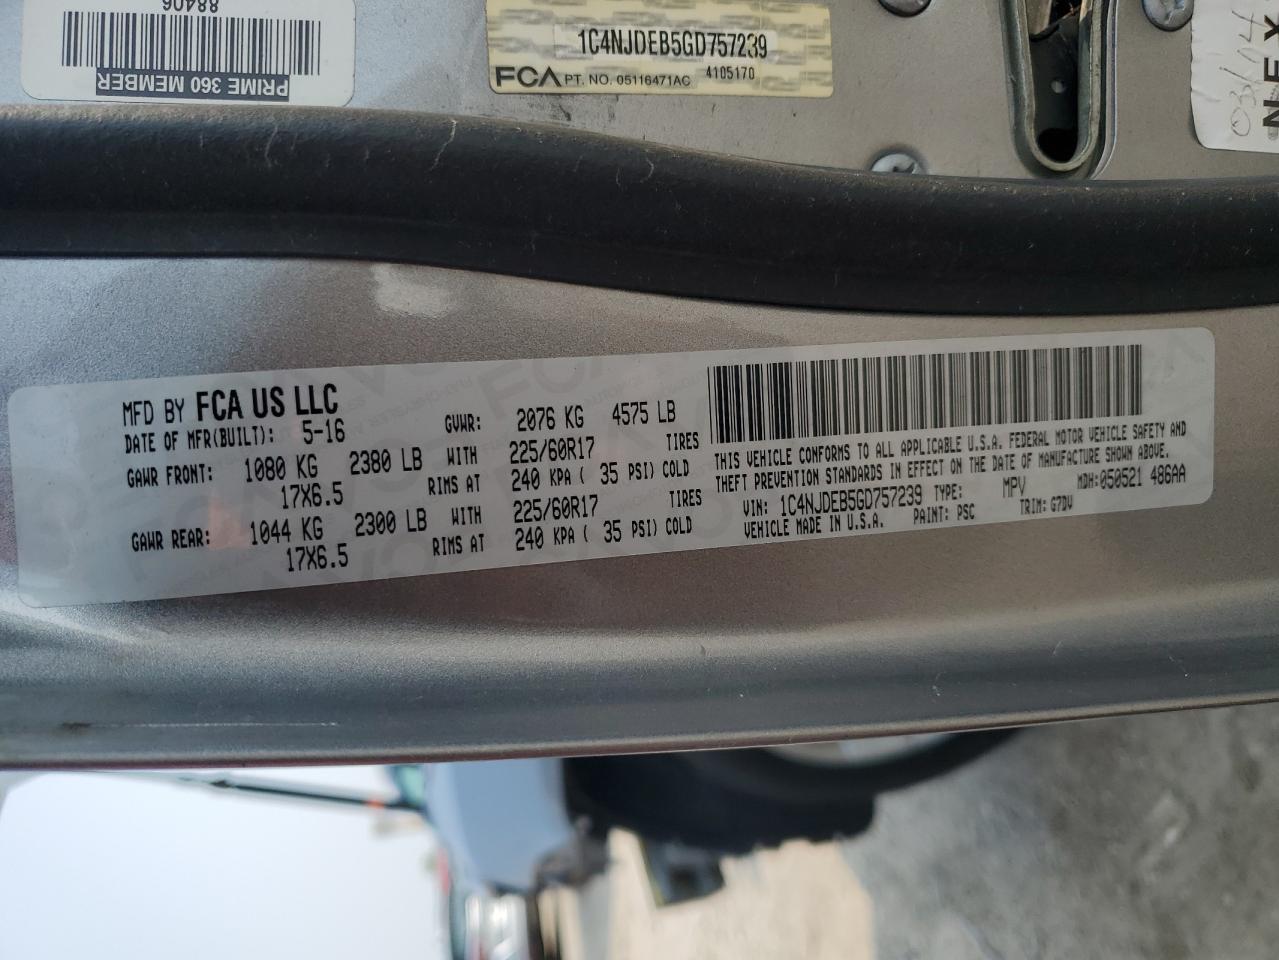 88406
PRIME 360 MEMBER
1C4NJDEB5GD757239
FCA PT. NO. 05116471AC 4105170
NEX
MFD BY FCA US LLC
DATE OF MFR(BUILT): 5-16 GVWR: 2076 KG 4575 LB
GAWR FRONT: 1080 KG 2380 LB WITH 225/60R17 TIRES
17X6.5 RIMS AT 240 KPA ( 35 PSI) COLD
GAWR REAR: 1044 KG 2300 LB WITH 225/60R17 TIRES
17X6.5 RIMS AT 240 KPA ( 35 PSI) COLD
THIS VEHICLE CONFORMS TO ALL APPLICABLE U.S.A. FEDERAL MOTOR VEHICLE SAFETY AND
THEFT PREVENTION STANDARDS IN EFFECT ON THE DATE OF MANUFACTURE SHOWN ABOVE.
VIN: 1C4NJDEB5GD757239 TYPE: MPV MDH:050521 486AA
VEHICLE MADE IN U.S.A. PAINT: PSC TRIM: G7DV